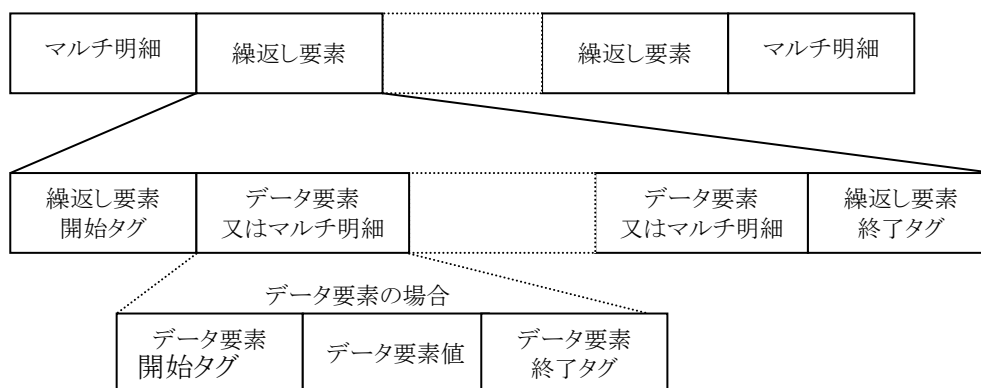 マルチ明細
繰返し要素
繰返し要素
マルチ明細
繰返し要素
開始タグ
データ要素
又はマルチ明細
データ要素
又はマルチ明細
繰返し要素
終了タグ
データ要素の場合
データ要素
開始タグ
データ要素値
データ要素
終了タグ